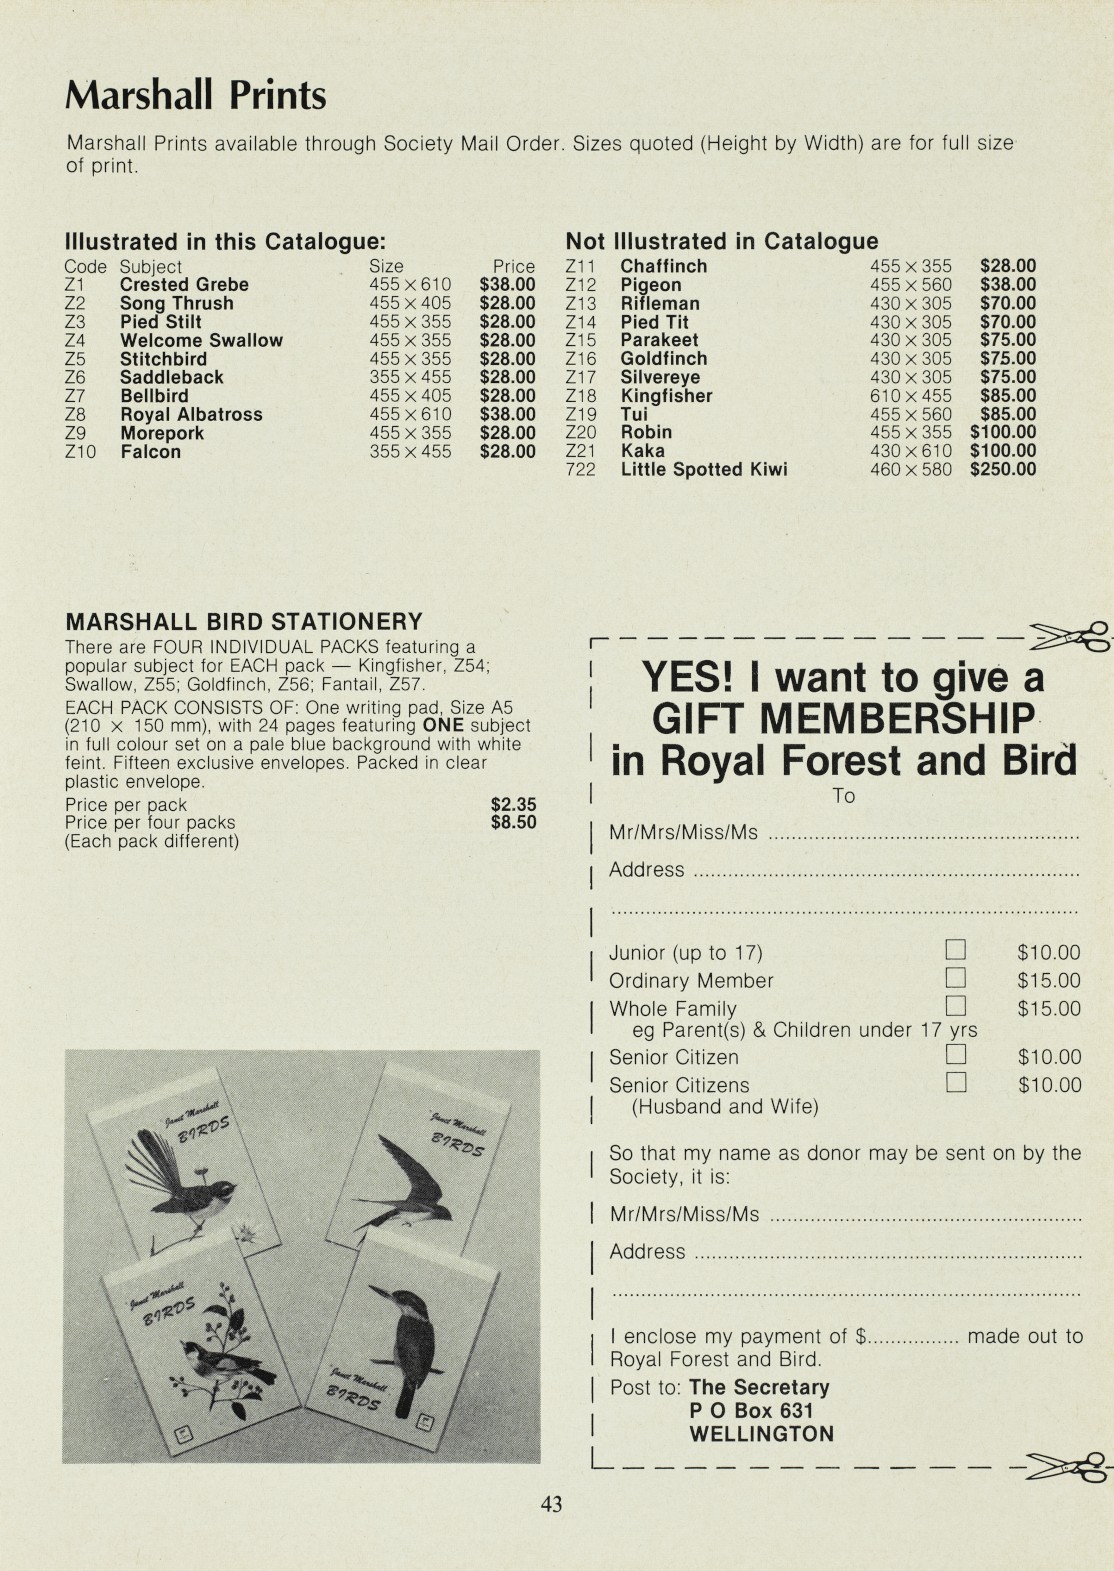 Marshall Prints
Marshall Prints available through Society Mail Order. Sizes quoted (Height by Width) are for full size
of print.
Illustrated in this Catalogue:
Code Subject Size Price
Z1 Crested Grebe 455 × 610 $38.00
Z2 Song Thrush 455 × 405 $28.00
Z3 Pied Stilt 455 × 355 $28.00
Z4 Welcome Swallow 455 × 355 $28.00
Z5 Stitchbird 455 × 355 $28.00
Z6 Saddleback 355 × 455 $28.00
Z7 Bellbird 455 × 405 $28.00
Z8 Royal Albatross 455 × 610 $38.00
Z9 Morepork 455 × 355 $28.00
Z10 Falcon 355 × 455 $28.00
Not Illustrated in Catalogue
Z11 Chaffinch 455 × 355 $28.00
Z12 Pigeon 455 × 560 $38.00
Z13 Rifleman 430 × 305 $70.00
Z14 Pied Tit 430 × 305 $70.00
Z15 Parakeet 430 × 305 $75.00
Z16 Goldfinch 430 × 305 $75.00
Z17 Silvereye 430 × 305 $75.00
Z18 Kingfisher 610 × 455 $85.00
Z19 Tui 455 × 560 $85.00
Z20 Robin 455 × 355 $100.00
Z21 Kaka 430 × 610 $100.00
722 Little Spotted Kiwi 460 × 580 $250.00
MARSHALL BIRD STATIONERY
There are FOUR INDIVIDUAL PACKS featuring a
popular subject for EACH pack — Kingfisher, Z54;
Swallow, Z55; Goldfinch, Z56; Fantail, Z57.
EACH PACK CONSISTS OF: One writing pad, Size A5
(210 × 150 mm), with 24 pages featuring ONE subject
in full colour set on a pale blue background with white
feint. Fifteen exclusive envelopes. Packed in clear
plastic envelope.
Price per pack $2.35
Price per four packs $8.50
(Each pack different)
Janet Marshall
BIRDS
Janet Marshall
BIRDS
Janet Marshall
BIRDS
Janet Marshall
BIRDS
YES! I want to give a
GIFT MEMBERSHIP
in Royal Forest and Bird
To
Mr/Mrs/Miss/Ms
Address
Junior (up to 17) $10.00
Ordinary Member $15.00
Whole Family $15.00
eg Parent(s) & Children under 17 yrs
Senior Citizen $10.00
Senior Citizens $10.00
(Husband and Wife)
So that my name as donor may be sent on by the
Society, it is:
Mr/Mrs/Miss/Ms
Address
I enclose my payment of $................ made out to
Royal Forest and Bird.
Post to: The Secretary
P O Box 631
WELLINGTON
43